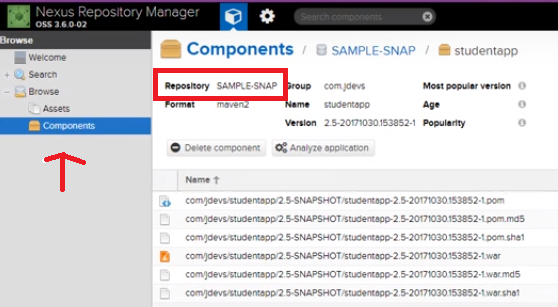 Nexus Repository Manager
OSS 3.6.0-02
Search components
Browse
Welcome
Search
Browse
Assets
Components
Components / SAMPLE-SNAP / studentapp
Repository SAMPLE-SNAP Group com.jdevs Most popular version
Format maven2 Name studentapp Age
Version 2.5-20171030.153852-1 Popularity
Delete component Analyze application
Name
com/jdevs/studentapp/2.5-SNAPSHOT/studentapp-2.5-20171030.153852-1.pom
com/jdevs/studentapp/2.5-SNAPSHOT/studentapp-2.5-20171030.153852-1.pom.md5
com/jdevs/studentapp/2.5-SNAPSHOT/studentapp-2.5-20171030.153852-1.pom.sha1
com/jdevs/studentapp/2.5-SNAPSHOT/studentapp-2.5-20171030.153852-1.war
com/jdevs/studentapp/2.5-SNAPSHOT/studentapp-2.5-20171030.153852-1.war.md5
com/jdevs/studentapp/2.5-SNAPSHOT/studentapp-2.5-20171030.153852-1.war.sha1